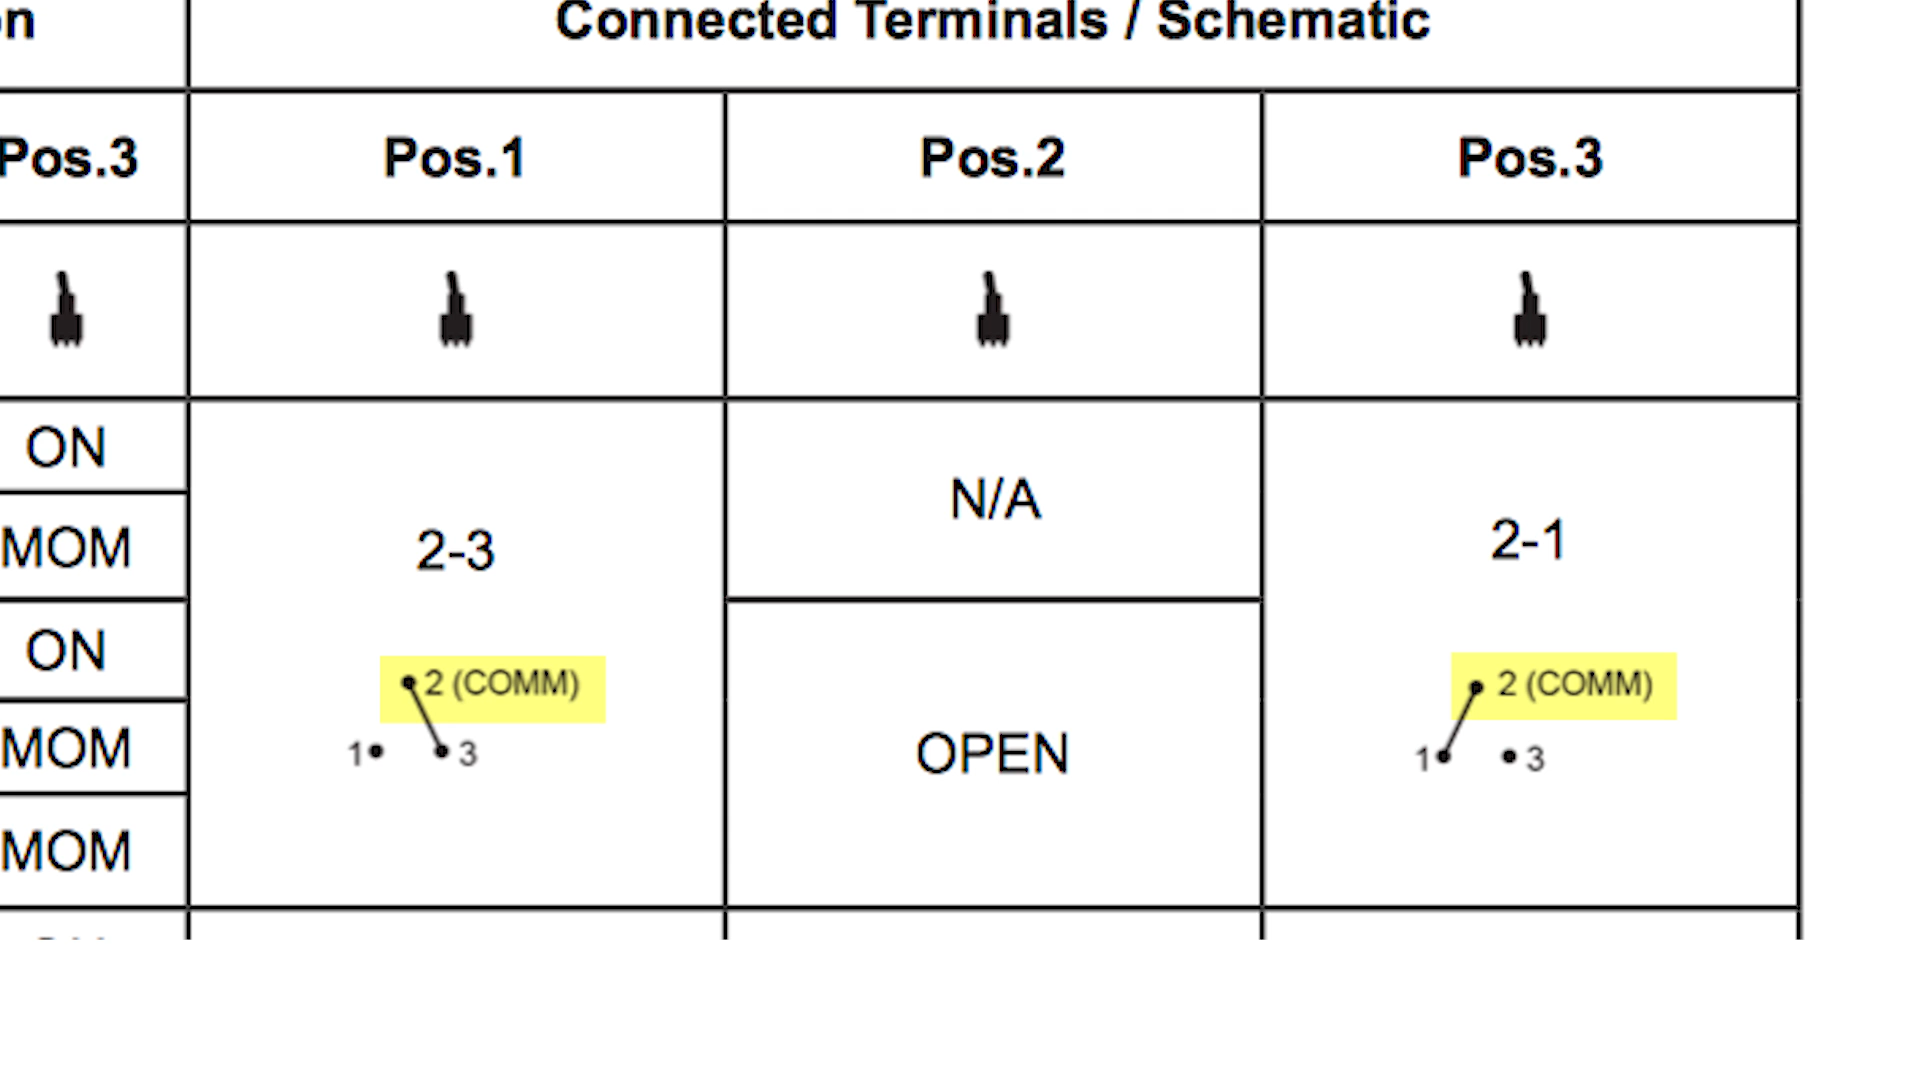 on Connected Terminals / Schematic
Pos.3 Pos.1 Pos.2 Pos.3
ON
N/A
MOM 2-3 2-1
ON
2 (COMM) 2 (COMM)
MOM 1 3 OPEN 1 3
MOM